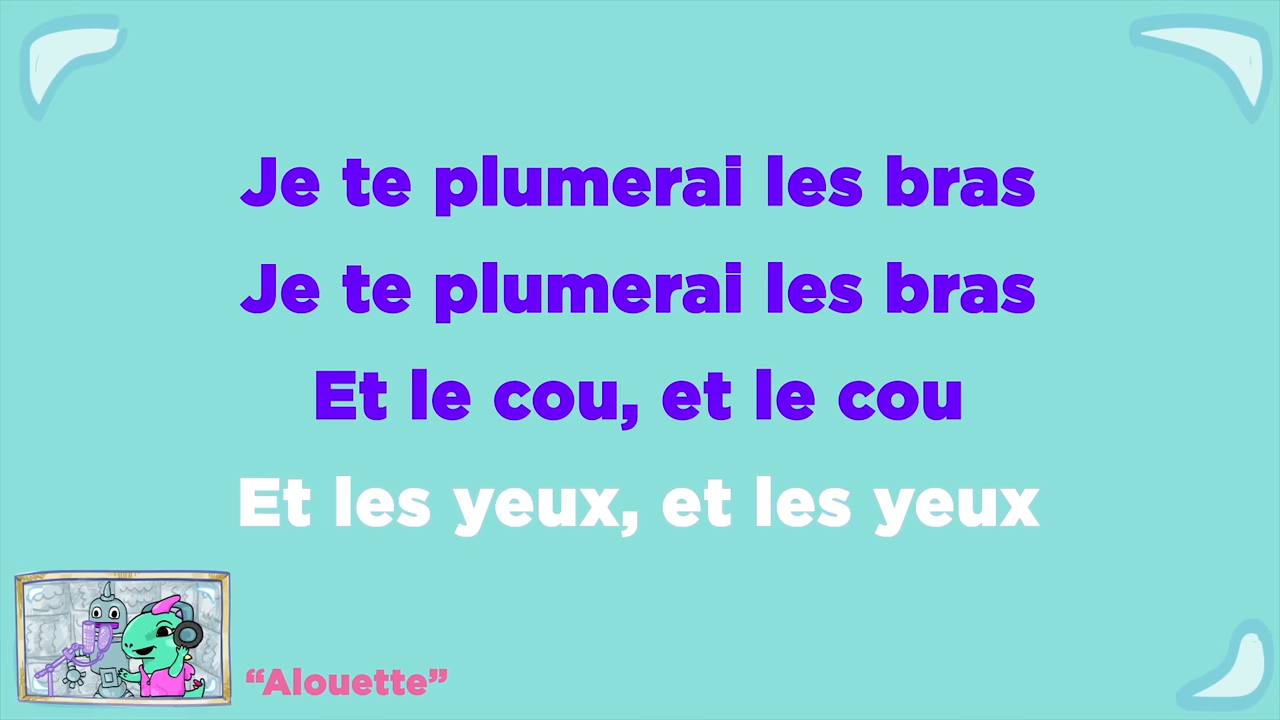 Je te plumerai les bras
Je te plumerai les bras
Et le cou, et le cou
Et les yeux, et les yeux
“Alouette”